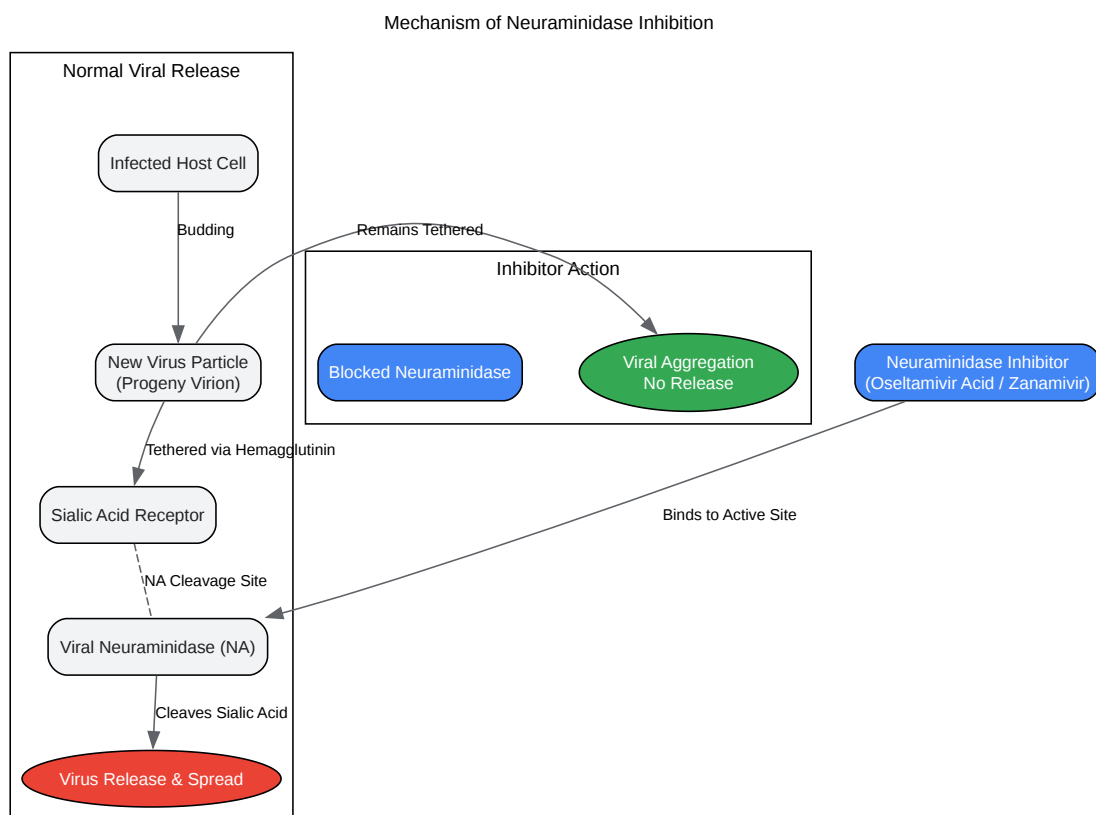 Mechanism of Neuraminidase Inhibition
Normal Viral Release
Infected Host Cell
Budding
Remains Tethered
Inhibitor Action
New Virus Particle
(Progeny Virion)
Blocked Neuraminidase
Viral Aggregation
No Release
Neuraminidase Inhibitor
(Oseltamivir Acid / Zanamivir)
Tethered via Hemagglutinin
Sialic Acid Receptor
Binds to Active Site
NA Cleavage Site
Viral Neuraminidase (NA)
Cleaves Sialic Acid
Virus Release & Spread